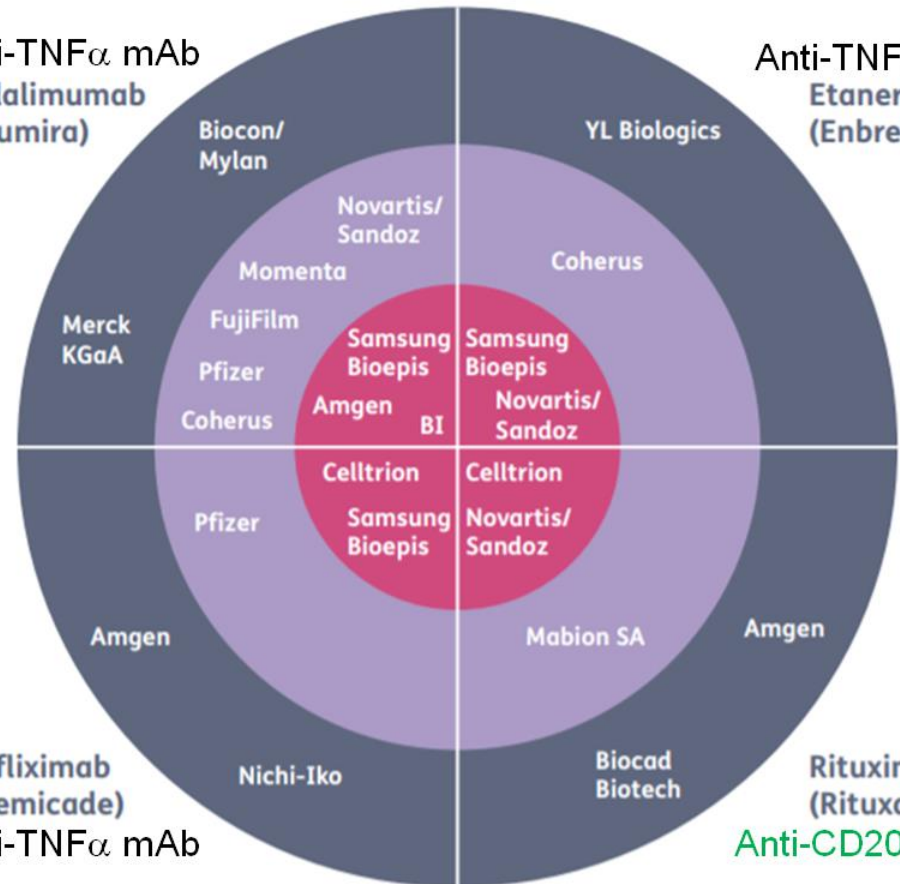 i-TNFα mAb
alimumab
umira)
Anti-TNF
Etaner
(Enbre
Biocon/
Mylan
YL Biologics
Novartis/
Sandoz
Momenta
Coherus
FujiFilm
Merck
KGaA
Pfizer
Coherus
Samsung
Bioepis
Amgen
BI
Samsung
Bioepis
Novartis/
Sandoz
Celltrion
Samsung
Bioepis
Celltrion
Novartis/
Sandoz
Pfizer
Amgen
Mabion SA
Amgen
Nichi-Iko
Biocad
Biotech
fliximab
emicade)
i-TNFα mAb
Rituxin
(Rituxa
Anti-CD20